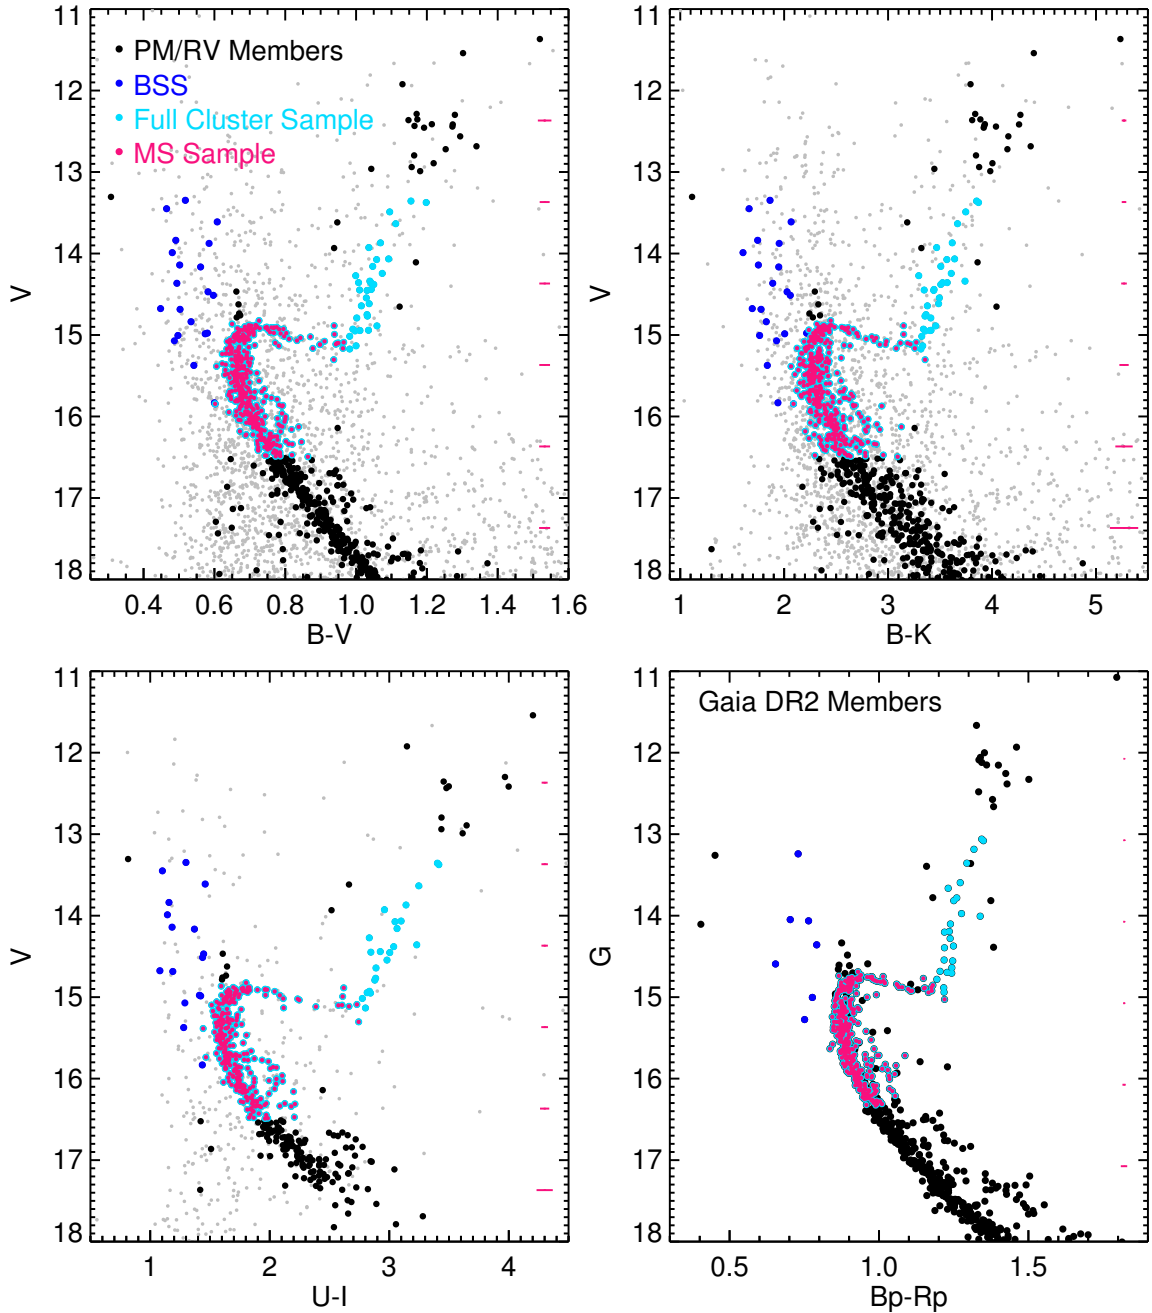 11
12
13
14
15
16
17
18
V
PM/RV Members
BSS
Full Cluster Sample
MS Sample
0.4 0.6 0.8 1.0 1.2 1.4 1.6
B-V
11
12
13
14
15
16
17
18
V
1 2 3 4 5
B-K
11
12
13
14
15
16
17
18
V
1 2 3 4
U-I
11
12
13
14
15
16
17
18
G
Gaia DR2 Members
0.5 1.0 1.5
Bp-Rp